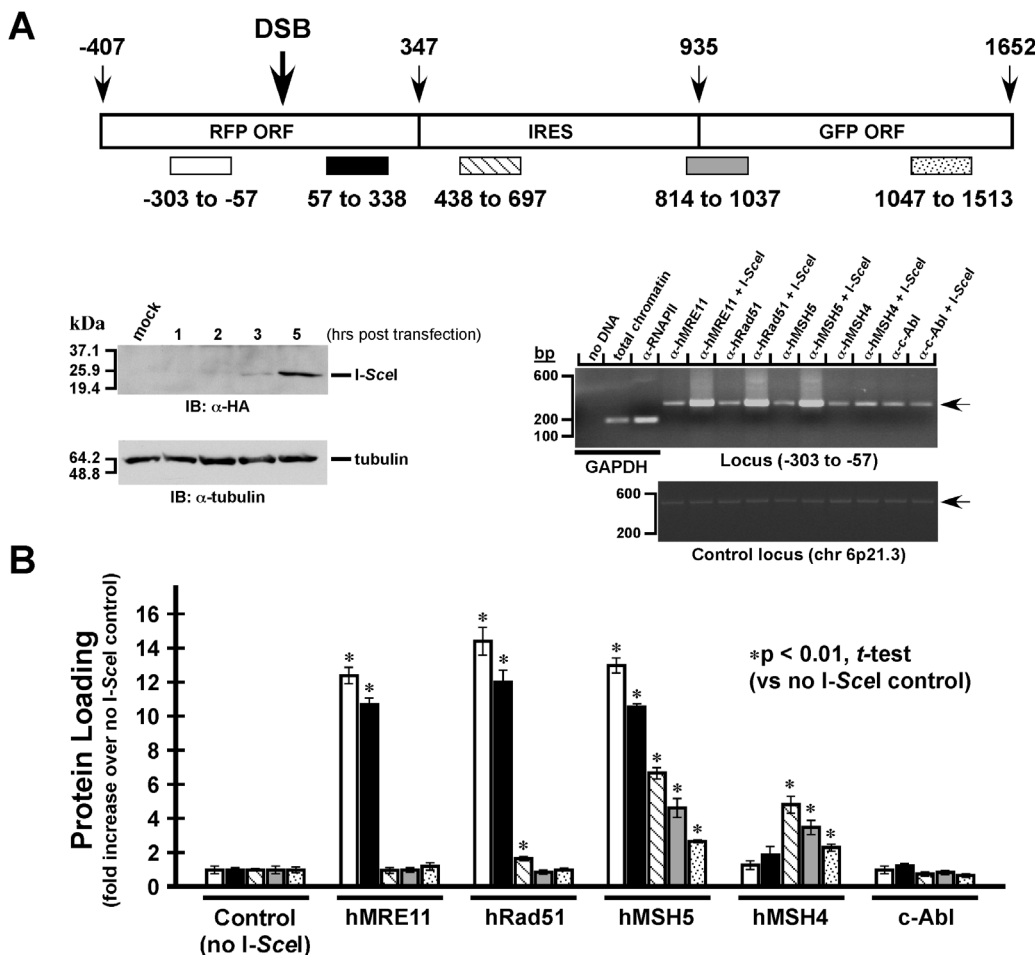 A
DSB
-407 347 935 1652
RFP ORF IRES GFP ORF
-303 to -57 57 to 338 438 to 697 814 to 1037 1047 to 1513
kDa
mock 1 2 3 5 (hrs post transfection)
37.1
25.9
19.4
I-SceI
IB: α-HA
64.2
48.8
tubulin
IB: α-tubulin
no DNA
total chromatin
α-RNAPII
α-hMRE11
α-hMRE11 + I-SceI
α-hRad51
α-hRad51 + I-SceI
α-hMSH5
α-hMSH5 + I-SceI
α-hMSH4
α-hMSH4 + I-SceI
α-c-Abl
α-c-Abl + I-SceI
bp
600
200
100
GAPDH
Locus (-303 to -57)
600
200
Control locus (chr 6p21.3)
B
Protein Loading
(fold increase over no I-SceI control)
16
14
12
10
8
6
4
2
0
* * * * * * * * * * * * *
*p < 0.01, t-test
(vs no I-SceI control)
Control
(no I-SceI)
hMRE11
hRad51
hMSH5
hMSH4
c-Abl